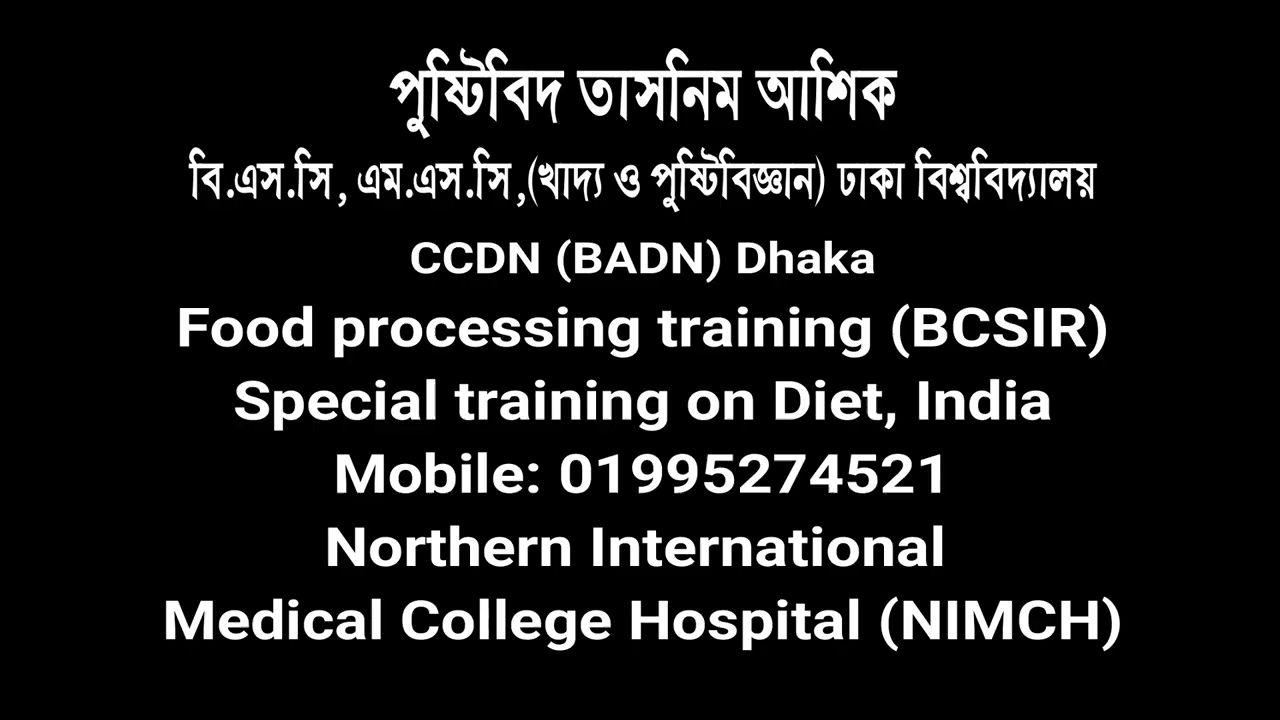 পুষ্টিবিদ তাসনিম আশিক
বি.এস.সি, এম.এস.সি,(খাদ্য ও পুষ্টিবিজ্ঞান) ঢাকা বিশ্ববিদ্যালয়
CCDN (BADN) Dhaka
Food processing training (BCSIR)
Special training on Diet, India
Mobile: 01995274521
Northern International
Medical College Hospital (NIMCH)